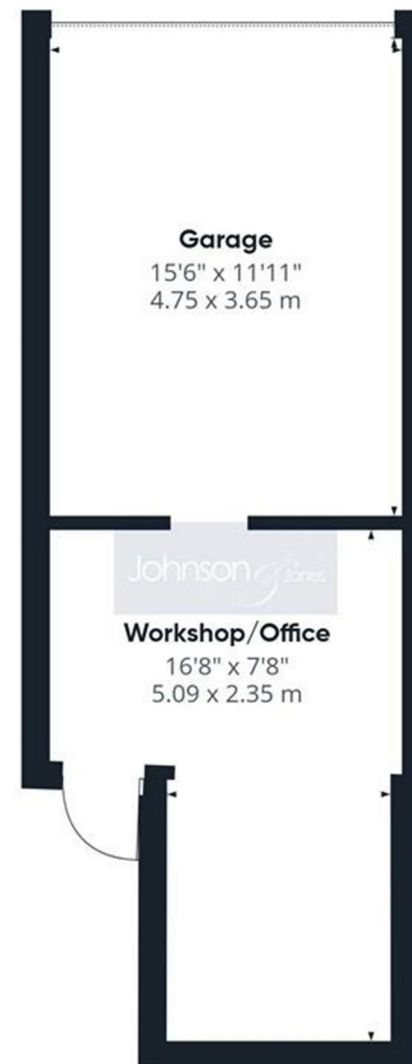 Garage
15'6" x 11'11"
4.75 x 3.65 m
Johnson & Jones
Workshop/Office
16'8" x 7'8"
5.09 x 2.35 m